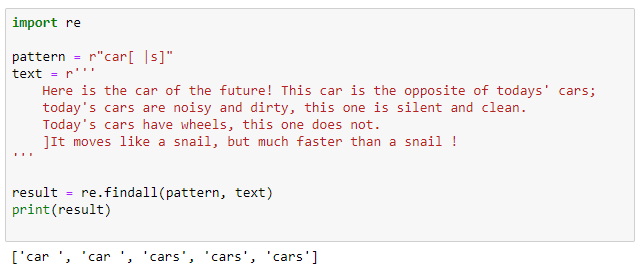 import re
pattern = r"car[ |s]"
text = r'''
    Here is the car of the future! This car is the opposite of todays' cars;
    today's cars are noisy and dirty, this one is silent and clean.
    Today's cars have wheels, this one does not.
    ]It moves like a snail, but much faster than a snail !
'''
result = re.findall(pattern, text)
print(result)
['car ', 'car ', 'cars', 'cars', 'cars']